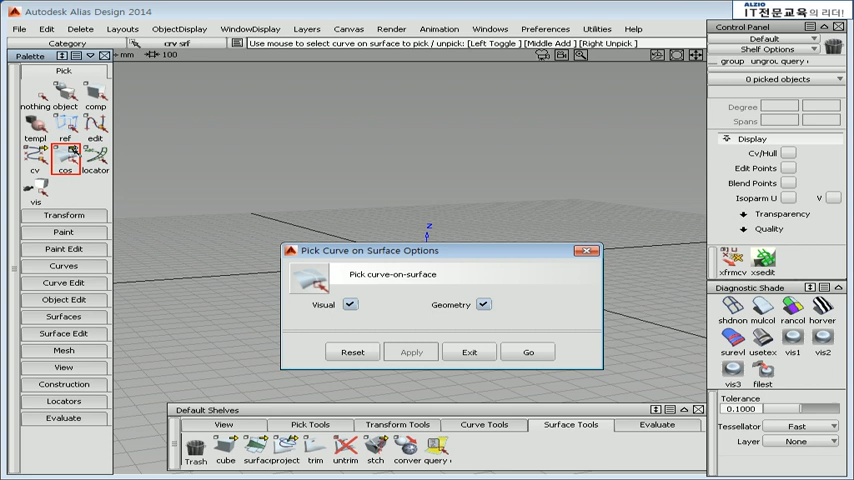 Autodesk Alias Design 2014
ALZIO
IT전문교육의 리더!
File Edit Delete Layouts ObjectDisplay WindowDisplay Layers Canvas Render Animation Windows Preferences Utilities Help
Control Panel
Category crv srf Use mouse to select curve on surface to pick / unpick: [Left Toggle ] [Middle Add ] [Right Unpick ]
Default
Shelf Options
Palette mm 100
group ungrou query
Pick
0 picked objects
nothing object comp
Degree
Spans
templ ref edit
Display
cv cos locator
Cv/Hull
Edit Points
Blend Points
vis
Isoparm U V
Transform
Transparency
Paint
Quality
Paint Edit
Curves
xfrmcv xsedit
Curve Edit
Diagnostic Shade
Object Edit
shdnon mulcol rancol horver
Surfaces
surevl usetex vis1 vis2
Surface Edit
vis3 filest
Mesh
View
Construction
Locators
Evaluate
Tolerance
0.1000
Tessellator Fast
Layer None
z
Pick Curve on Surface Options
Pick curve-on-surface
Visual Geometry
Reset Apply Exit Go
Default Shelves
View Pick Tools Transform Tools Curve Tools Surface Tools Evaluate
Trash cube surface project trim untrim stch conver query